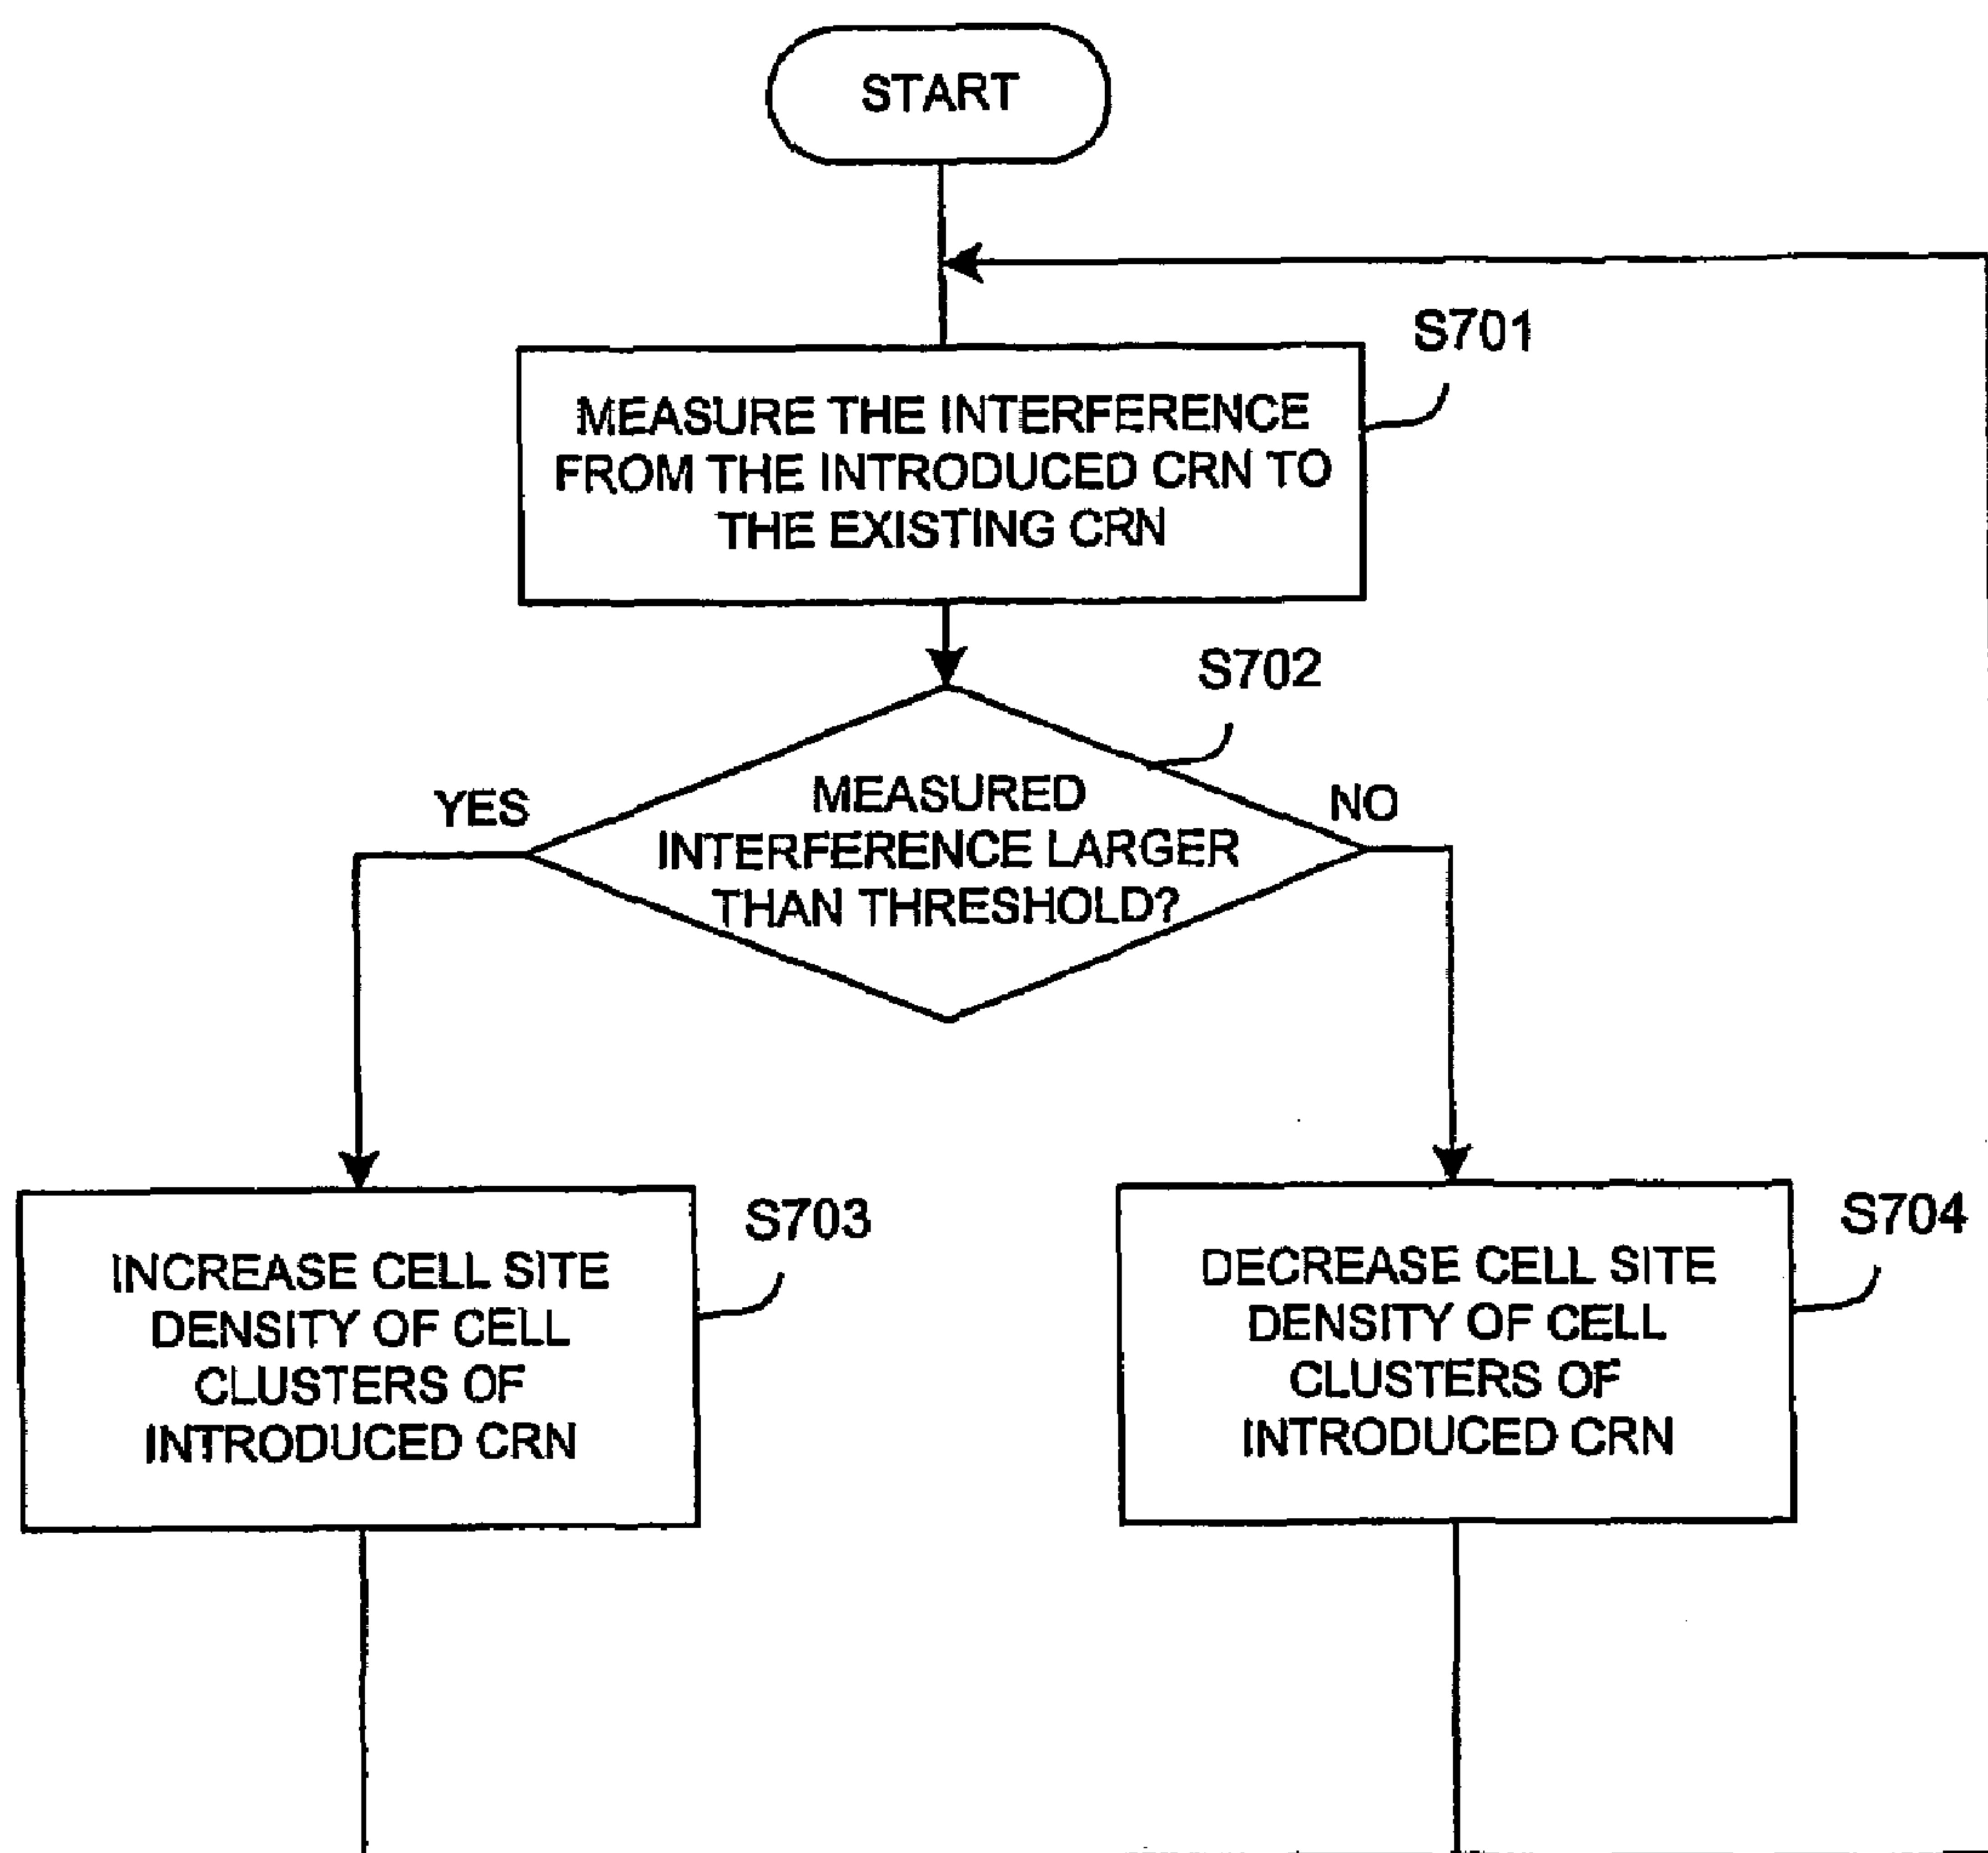 START
S701
MEASURE THE INTERFERENCE
FROM THE INTRODUCED CRN TO
THE EXISTING CRN
S702
YES
MEASURED
INTERFERENCE LARGER
THAN THRESHOLD?
NO
S703
INCREASE CELL SITE
DENSITY OF CELL
CLUSTERS OF
INTRODUCED CRN
S704
DECREASE CELL SITE
DENSITY OF CELL
CLUSTERS OF
INTRODUCED CRN